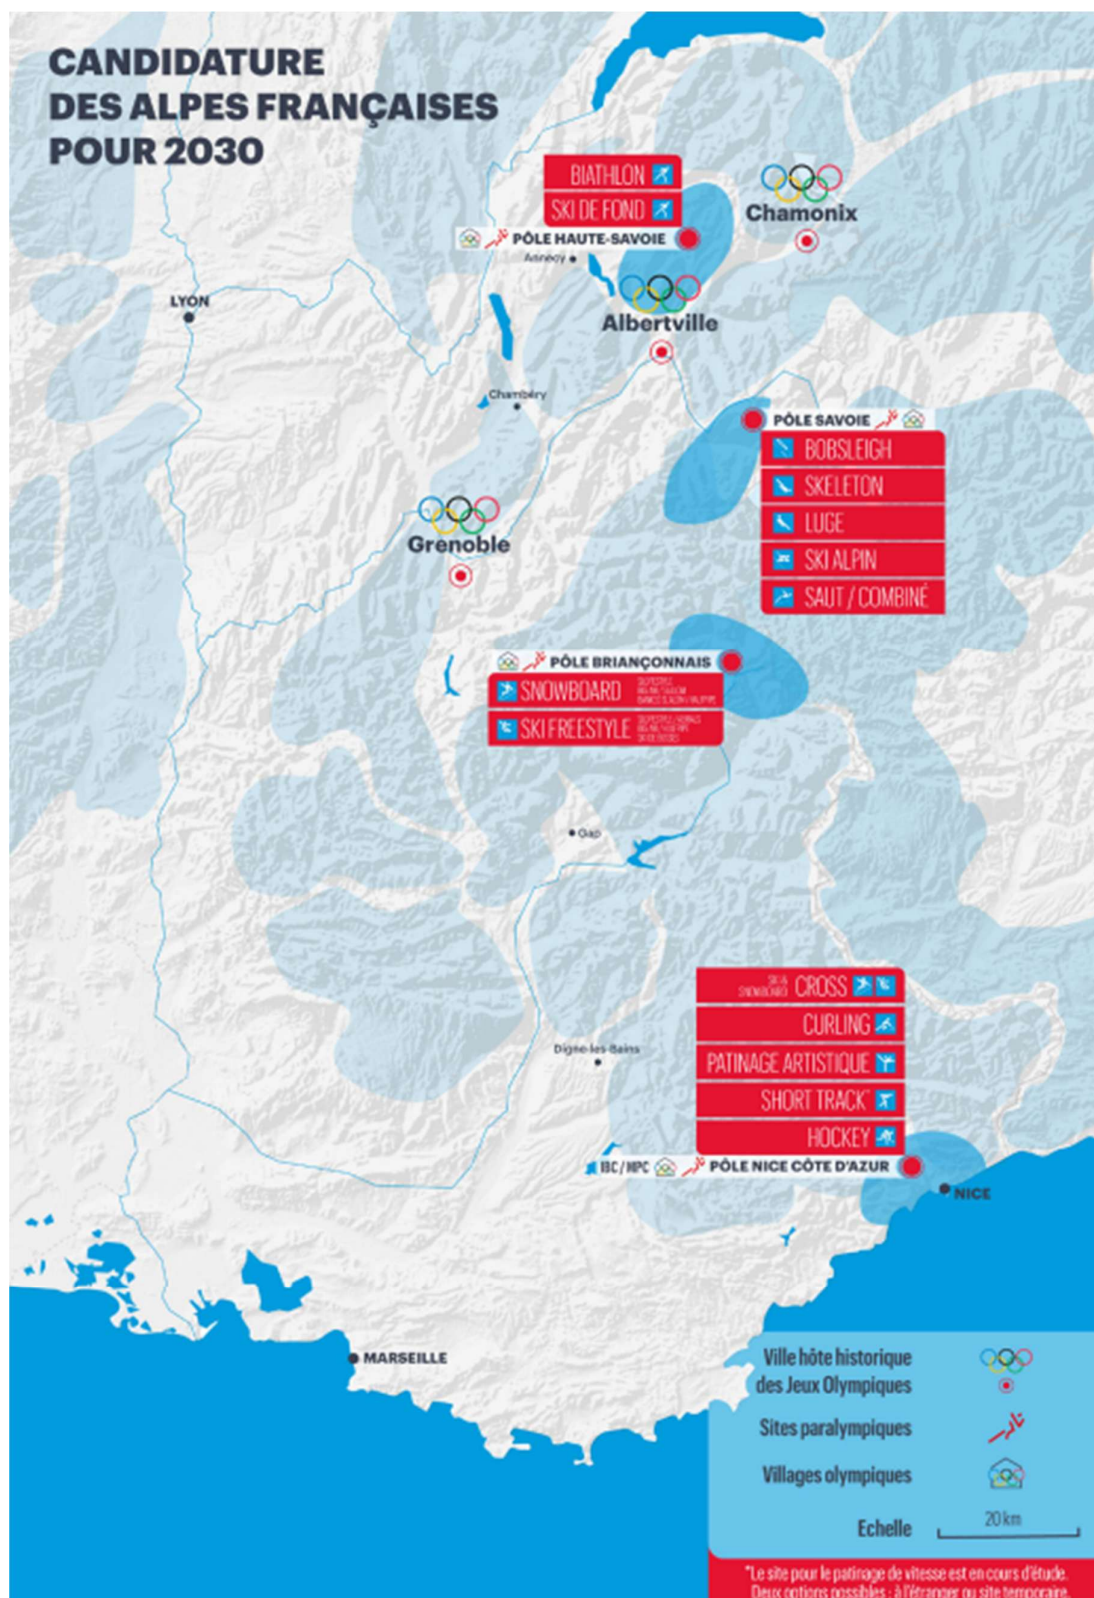 CANDIDATURE
DES ALPES FRANÇAISES
POUR 2030
BIATHLON
SKI DE FOND
PÔLE HAUTE-SAVOIE
Annecy
Chamonix
Albertville
LYON
Chambéry
PÔLE SAVOIE
BOBSLEIGH
SKELETON
LUGE
SKI ALPIN
SAUT / COMBINÉ
Grenoble
PÔLE BRIANÇONNAIS
SNOWBOARD
SKI FREESTYLE
Gap
SKI &
SNOWBOARD CROSS
CURLING
PATINAGE ARTISTIQUE
SHORT TRACK*
HOCKEY
Digne-les-Bains
IBC / MPC PÔLE NICE CÔTE D'AZUR
NICE
MARSEILLE
Ville hôte historique
des Jeux Olympiques
Sites paralympiques
Villages olympiques
Echelle 20 km
*Le site pour le patinage de vitesse est en cours d'étude.
Deux options possibles : à l'étranger ou site temporaire.